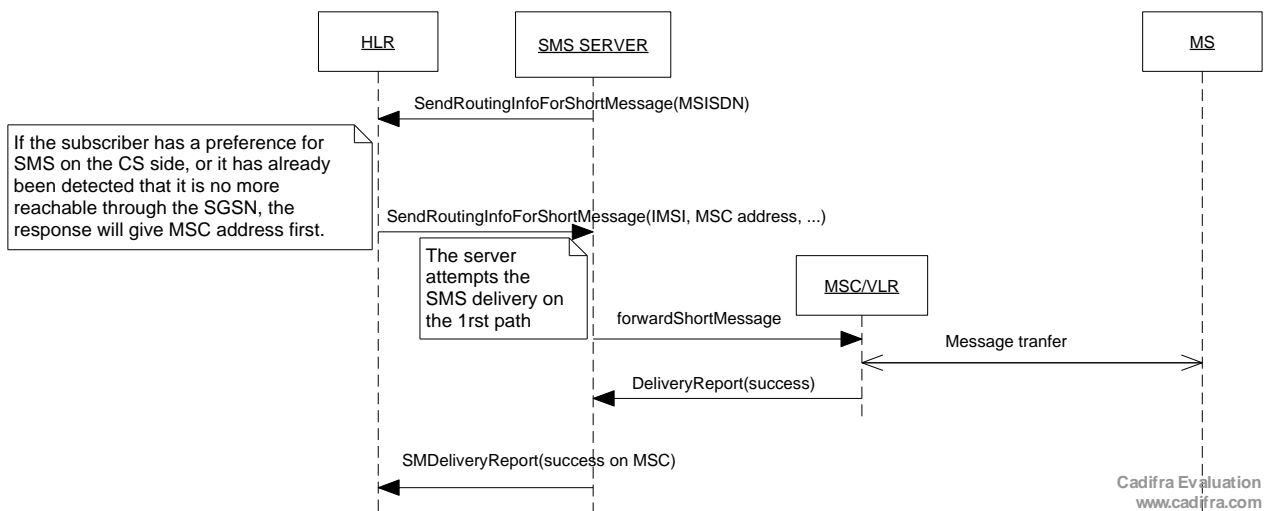 HLR
SMS SERVER
MS
SendRoutingInfoForShortMessage(MSISDN)
If the subscriber has a preference for
SMS on the CS side, or it has already
been detected that it is no more
reachable through the SGSN, the
response will give MSC address first.
SendRoutingInfoForShortMessage(IMSI, MSC address, ...)
The server
attempts the
SMS delivery on
the 1rst path
MSC/VLR
forwardShortMessage
Message tranfer
DeliveryReport(success)
SMDeliveryReport(success on MSC)
Cadifra Evaluation
www.cadifra.com